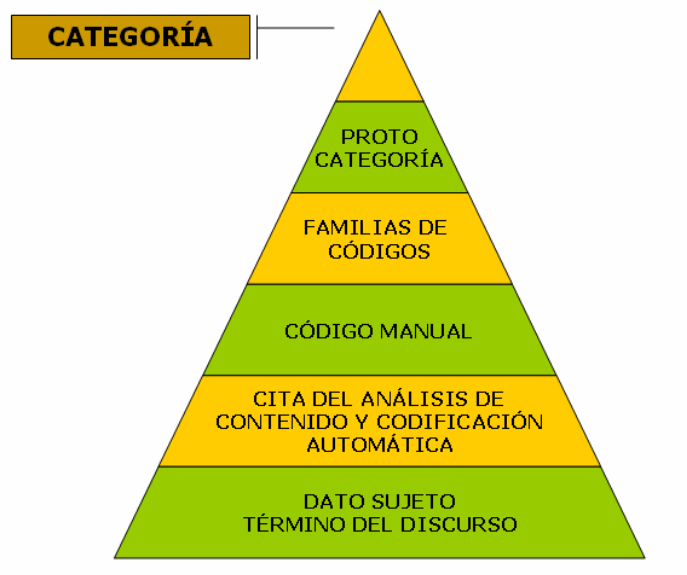 CATEGORÍA
PROTO
CATEGORÍA
FAMILIAS DE
CÓDIGOS
CÓDIGO MANUAL
CITA DEL ANÁLISIS DE
CONTENIDO Y CODIFICACIÓN
AUTOMÁTICA
DATO SUJETO
TÉRMINO DEL DISCURSO